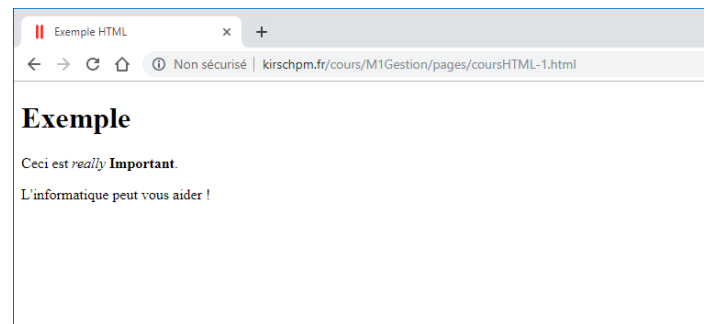 Exemple HTML
Non sécurisé | kirschpm.fr/cours/M1Gestion/pages/coursHTML-1.html
Exemple
Ceci est really Important.
L'informatique peut vous aider !